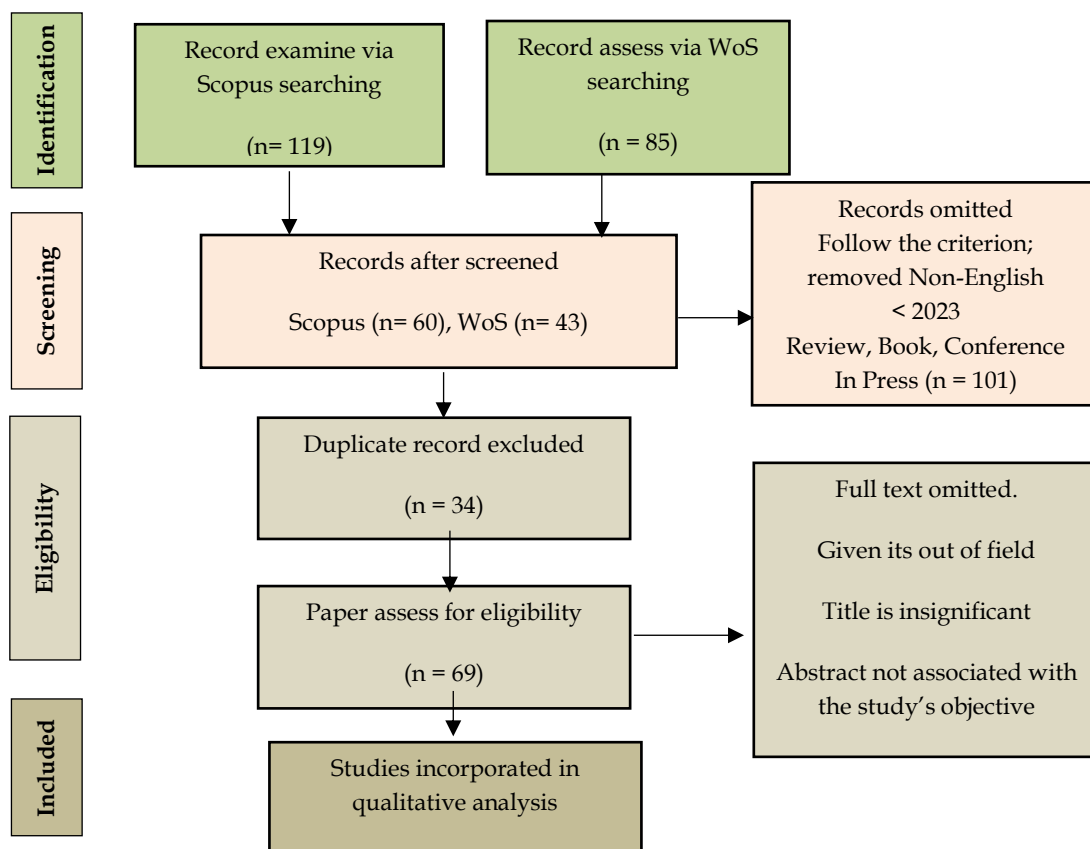 Identification
Record examine via
Scopus searching
(n= 119)
Record assess via WoS
searching
(n = 85)
Screening
Records after screened
Scopus (n= 60), WoS (n= 43)
Records omitted
Follow the criterion;
removed Non-English
< 2023
Review, Book, Conference
In Press (n = 101)
Eligibility
Duplicate record excluded
(n = 34)
Paper assess for eligibility
(n = 69)
Full text omitted.
Given its out of field
Title is insignificant
Abstract not associated with
the study’s objective
Included
Studies incorporated in
qualitative analysis